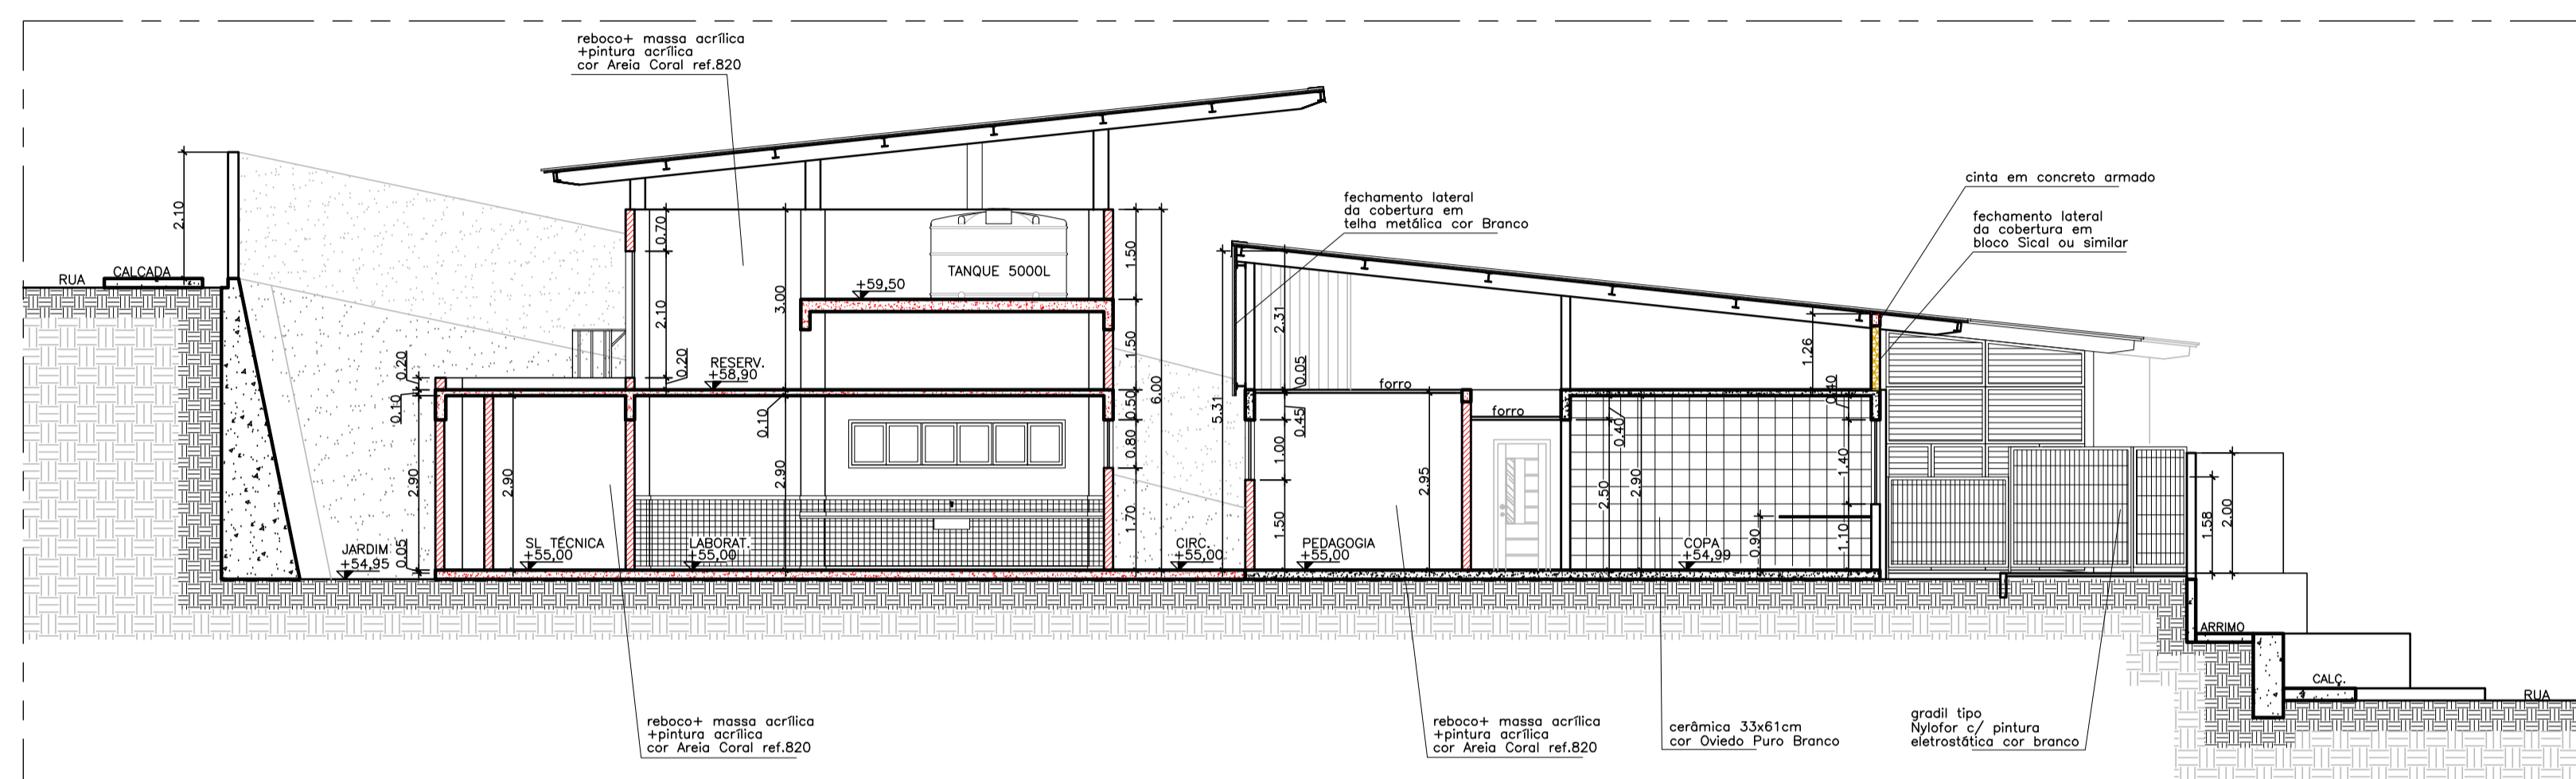 reboco+ massa acrílica
+pintura acrílica
cor Areia Coral ref.820
cinta em concreto armado
fechamento lateral
da cobertura em
telha metálica cor Branco
fechamento lateral
da cobertura em
bloco Sical ou similar
2.10
RUA
CALCADA
0.70
2.10
3.00
TANQUE 5000L
+59,50
1.50
1.50
6.00
5.31
2.31
0.05
1.26
0.40
0.20
0.10
0.20
RESERV.
+58,90
0.10
0.50
0.80
1.70
0.45
1.00
1.50
forro
forro
2.95
0.40
2.50
2.90
1.40
1.10
0.90
1.58
2.00
2.90
2.90
2.90
0.05
JARDIM
+54,95
SL TÉCNICA
+55,00
LABORAT.
+55,00
CIRC.
+55,00
PEDAGOGIA
+55,00
COPA
+54,99
ARRIMO
CALÇ.
RUA
reboco+ massa acrílica
+pintura acrílica
cor Areia Coral ref.820
reboco+ massa acrílica
+pintura acrílica
cor Areia Coral ref.820
cerâmica 33x61cm
cor Oviedo Puro Branco
gradil tipo
Nylofor c/ pintura
eletrostática cor branco